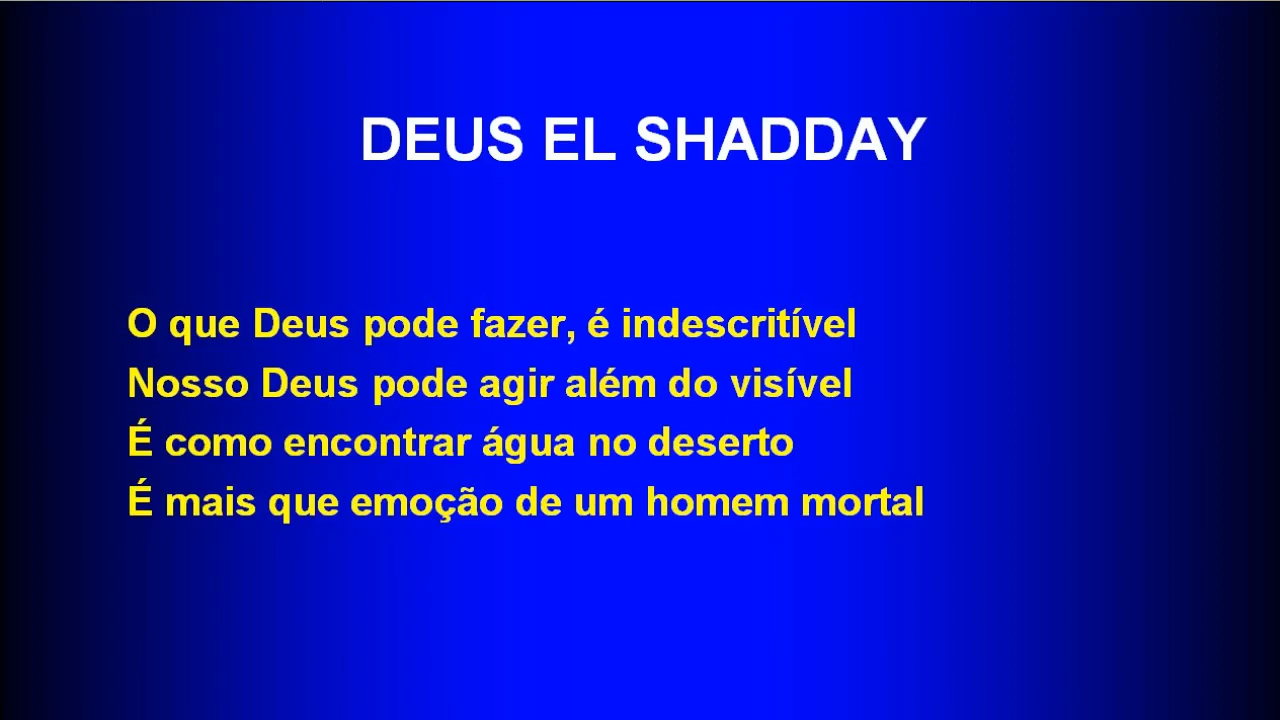 DEUS EL SHADDAY
O que Deus pode fazer, é indescritível
Nosso Deus pode agir além do visível
É como encontrar água no deserto
É mais que emoção de um homem mortal